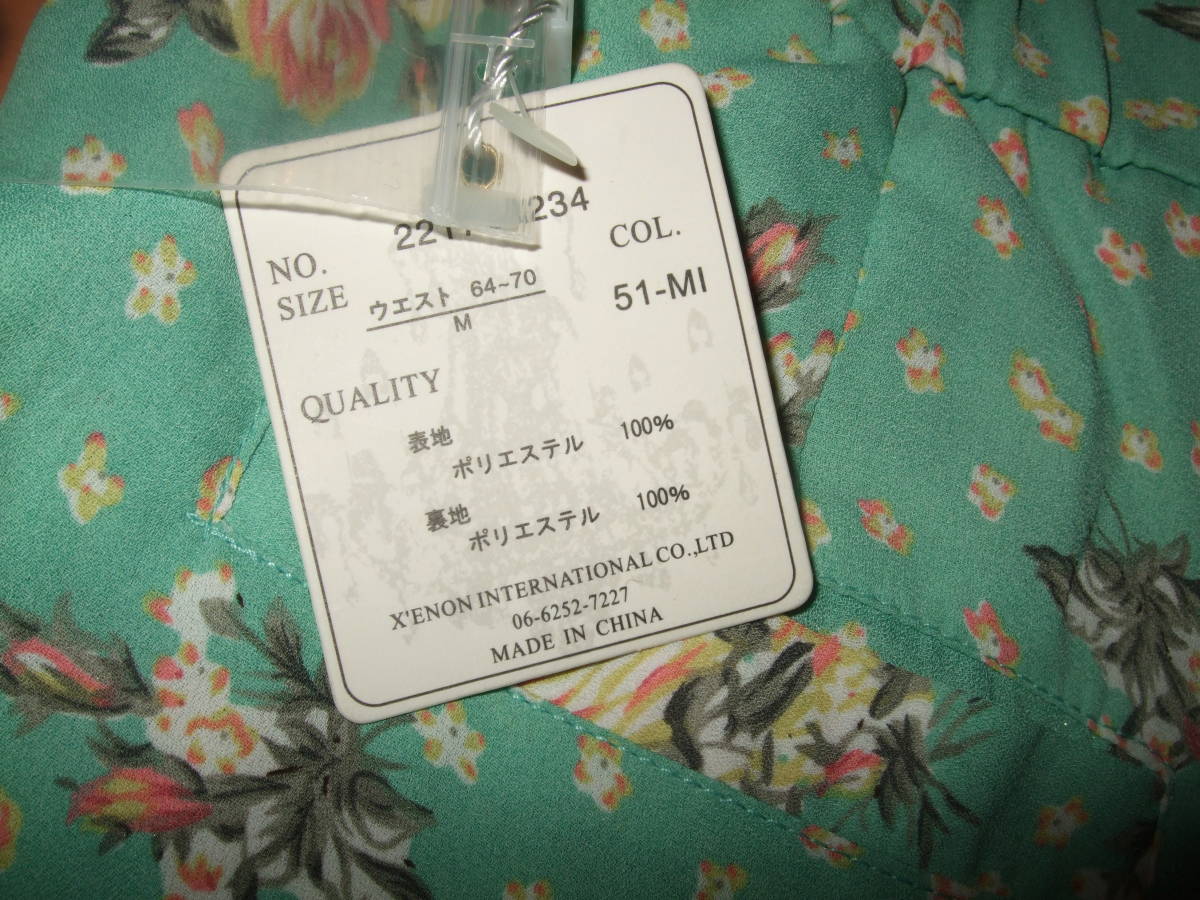 NO. 234
SIZE ウエスト 64~70
M
COL.
51-MI
QUALITY
表地
ポリエステル 100%
裏地
ポリエステル 100%
X'ENON INTERNATIONAL CO.,LTD
06-6252-7227
MADE IN CHINA